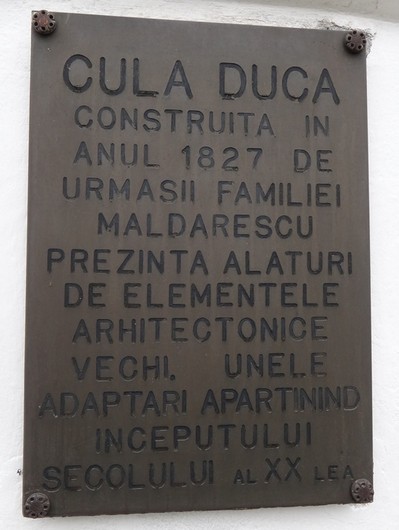 CULA DUCA
CONSTRUITA IN
ANUL 1827 DE
URMASII FAMILIEI
MALDARESCU
PREZINTA ALATURI
DE ELEMENTELE
ARHITECTONICE
VECHI, UNELE
ADAPTARI APARTININD
INCEPUTULUI
SECOLULUI AL XX LEA